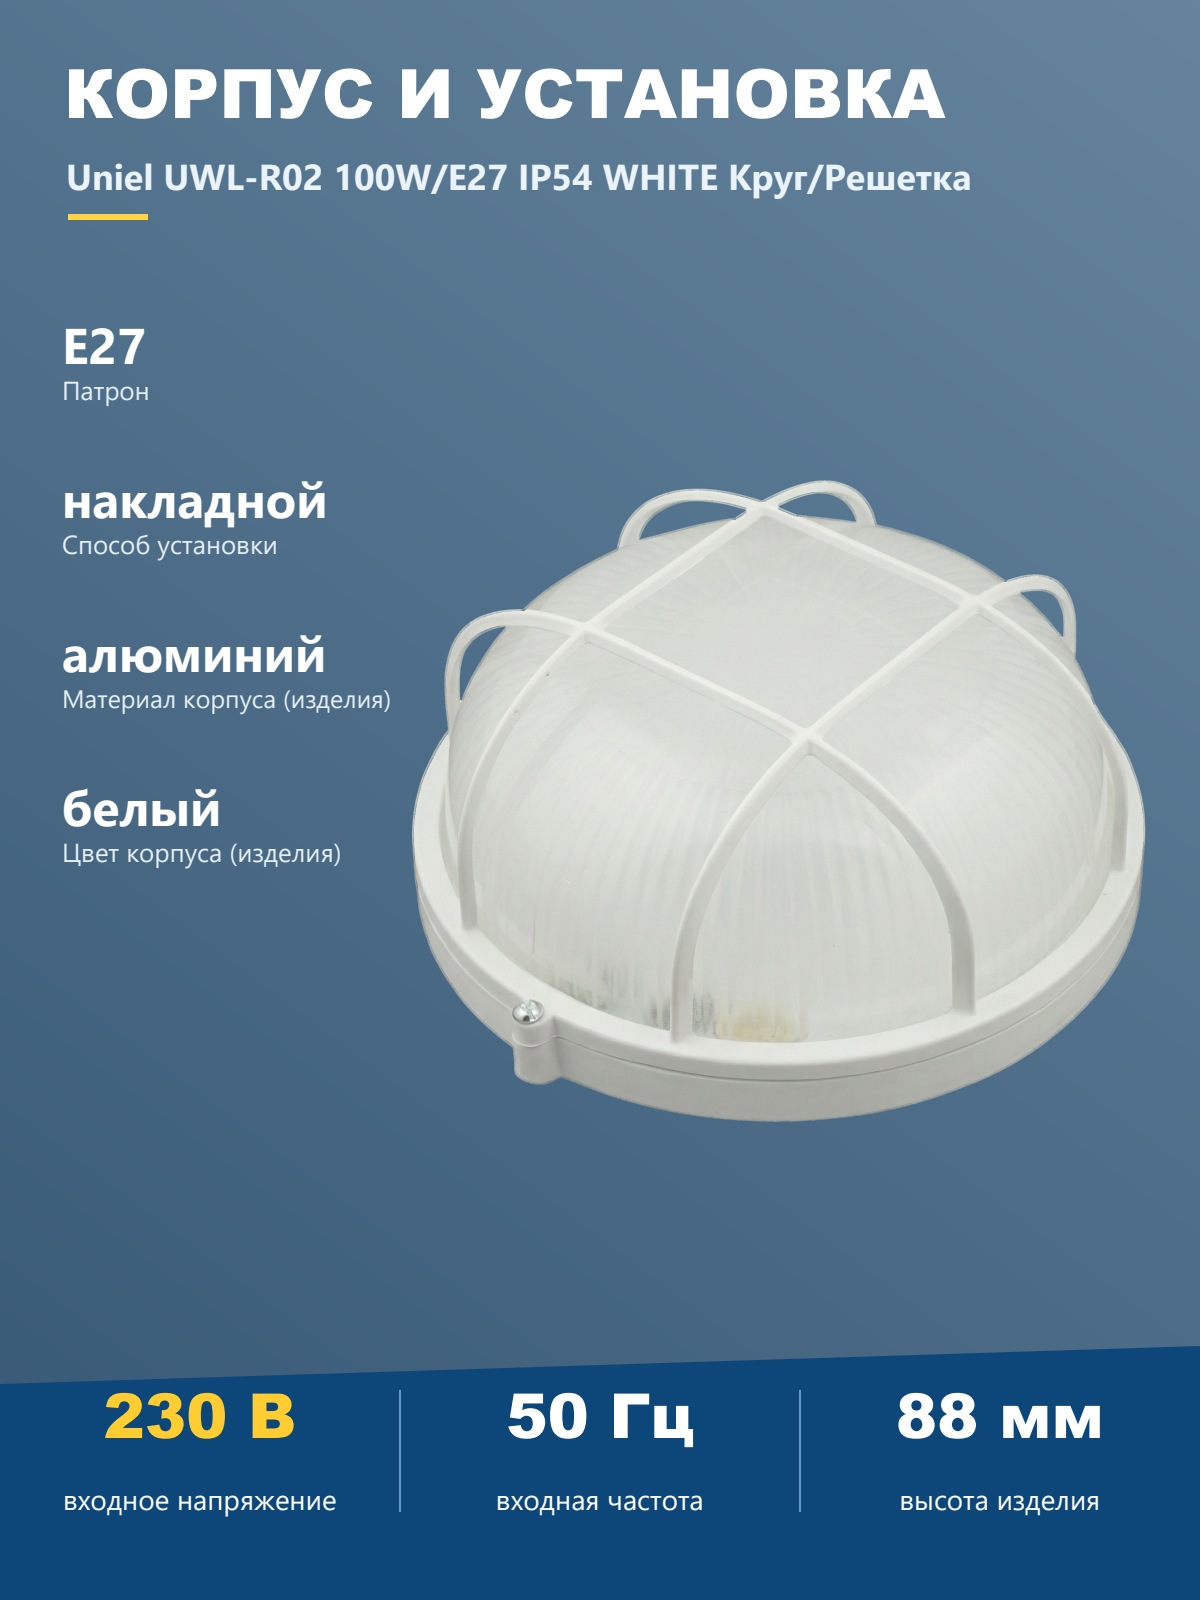 КОРПУС И УСТАНОВКА
Uniel UWL-R02 100W/E27 IP54 WHITE Круг/Решетка
E27
Патрон
накладной
Способ установки
алюминий
Материал корпуса (изделия)
белый
Цвет корпуса (изделия)
230 В
входное напряжение
50 Гц
входная частота
88 мм
высота изделия